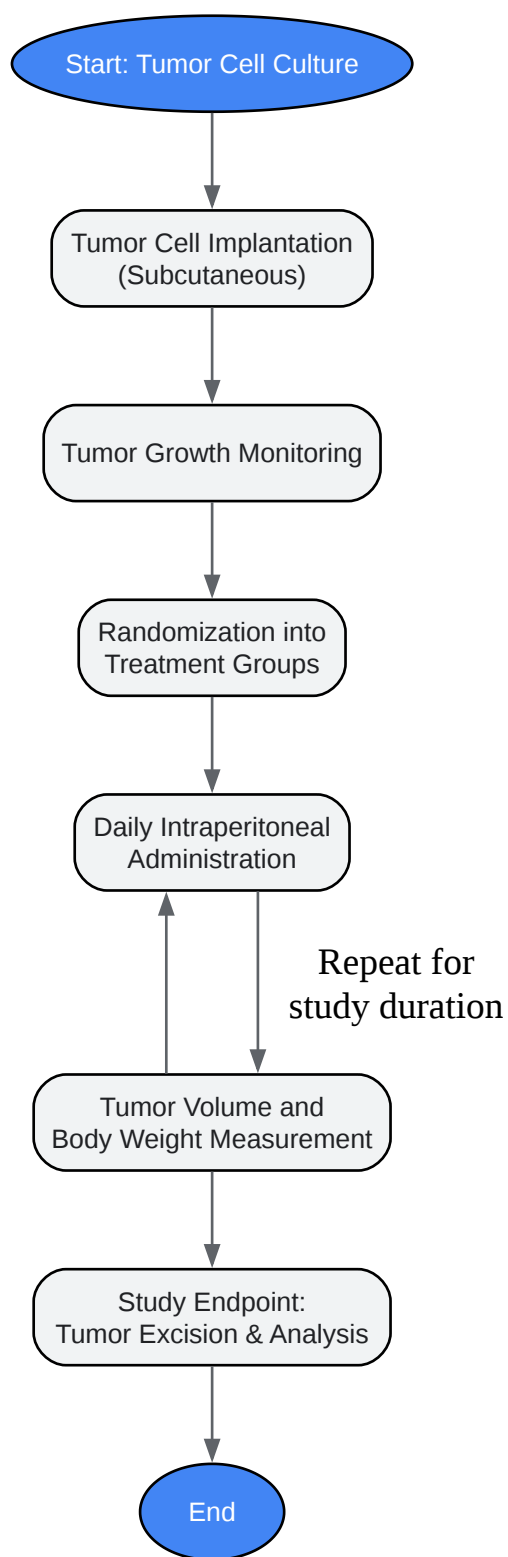 Start: Tumor Cell Culture
Tumor Cell Implantation
(Subcutaneous)
Tumor Growth Monitoring
Randomization into
Treatment Groups
Daily Intraperitoneal
Administration
Repeat for
study duration
Tumor Volume and
Body Weight Measurement
Study Endpoint:
Tumor Excision & Analysis
End